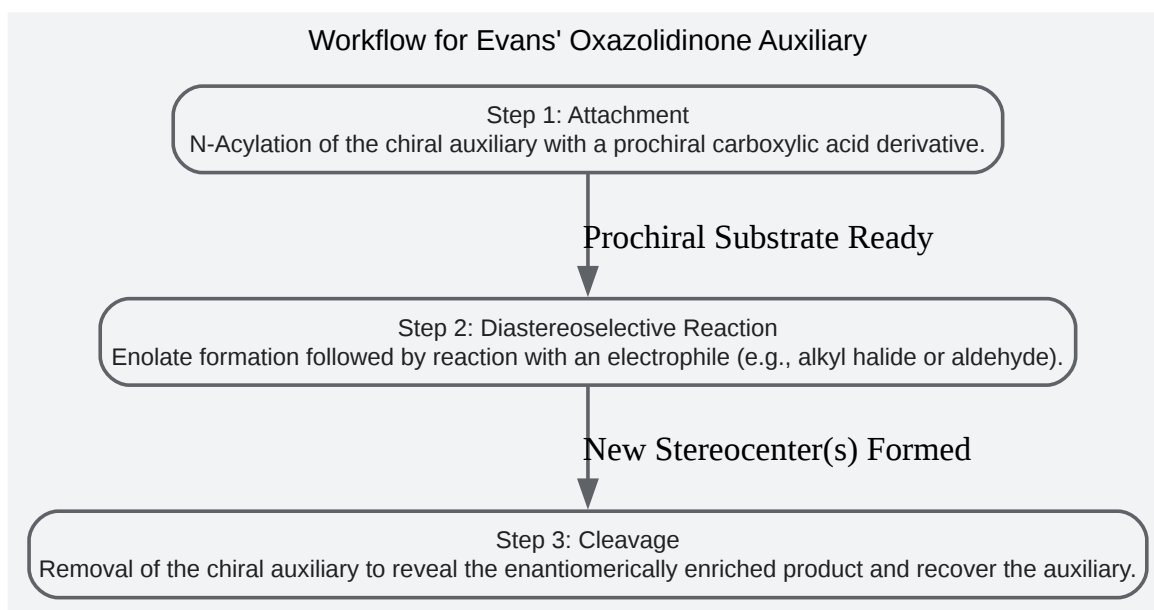 Workflow for Evans' Oxazolidinone Auxiliary
Step 1: Attachment
N-Acylation of the chiral auxiliary with a prochiral carboxylic acid derivative.
Prochiral Substrate Ready
Step 2: Diastereoselective Reaction
Enolate formation followed by reaction with an electrophile (e.g., alkyl halide or aldehyde).
New Stereocenter(s) Formed
Step 3: Cleavage
Removal of the chiral auxiliary to reveal the enantiomerically enriched product and recover the auxiliary.